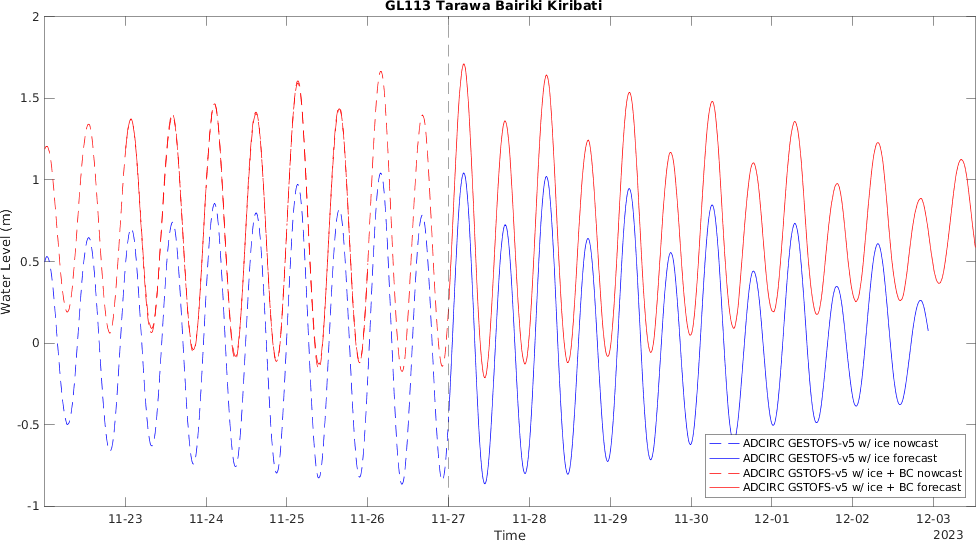 GL113 Tarawa Bairiki Kiribati
2
1.5
1
0.5
0
-0.5
-1
Water Level (m)
11-23
11-24
11-25
11-26
11-27
11-28
11-29
11-30
12-01
12-02
12-03
Time
2023
ADCIRC GESTOFS-v5 w/ ice nowcast
ADCIRC GESTOFS-v5 w/ ice forecast
ADCIRC GSTOFS-v5 w/ ice + BC nowcast
ADCIRC GSTOFS-v5 w/ ice + BC forecast